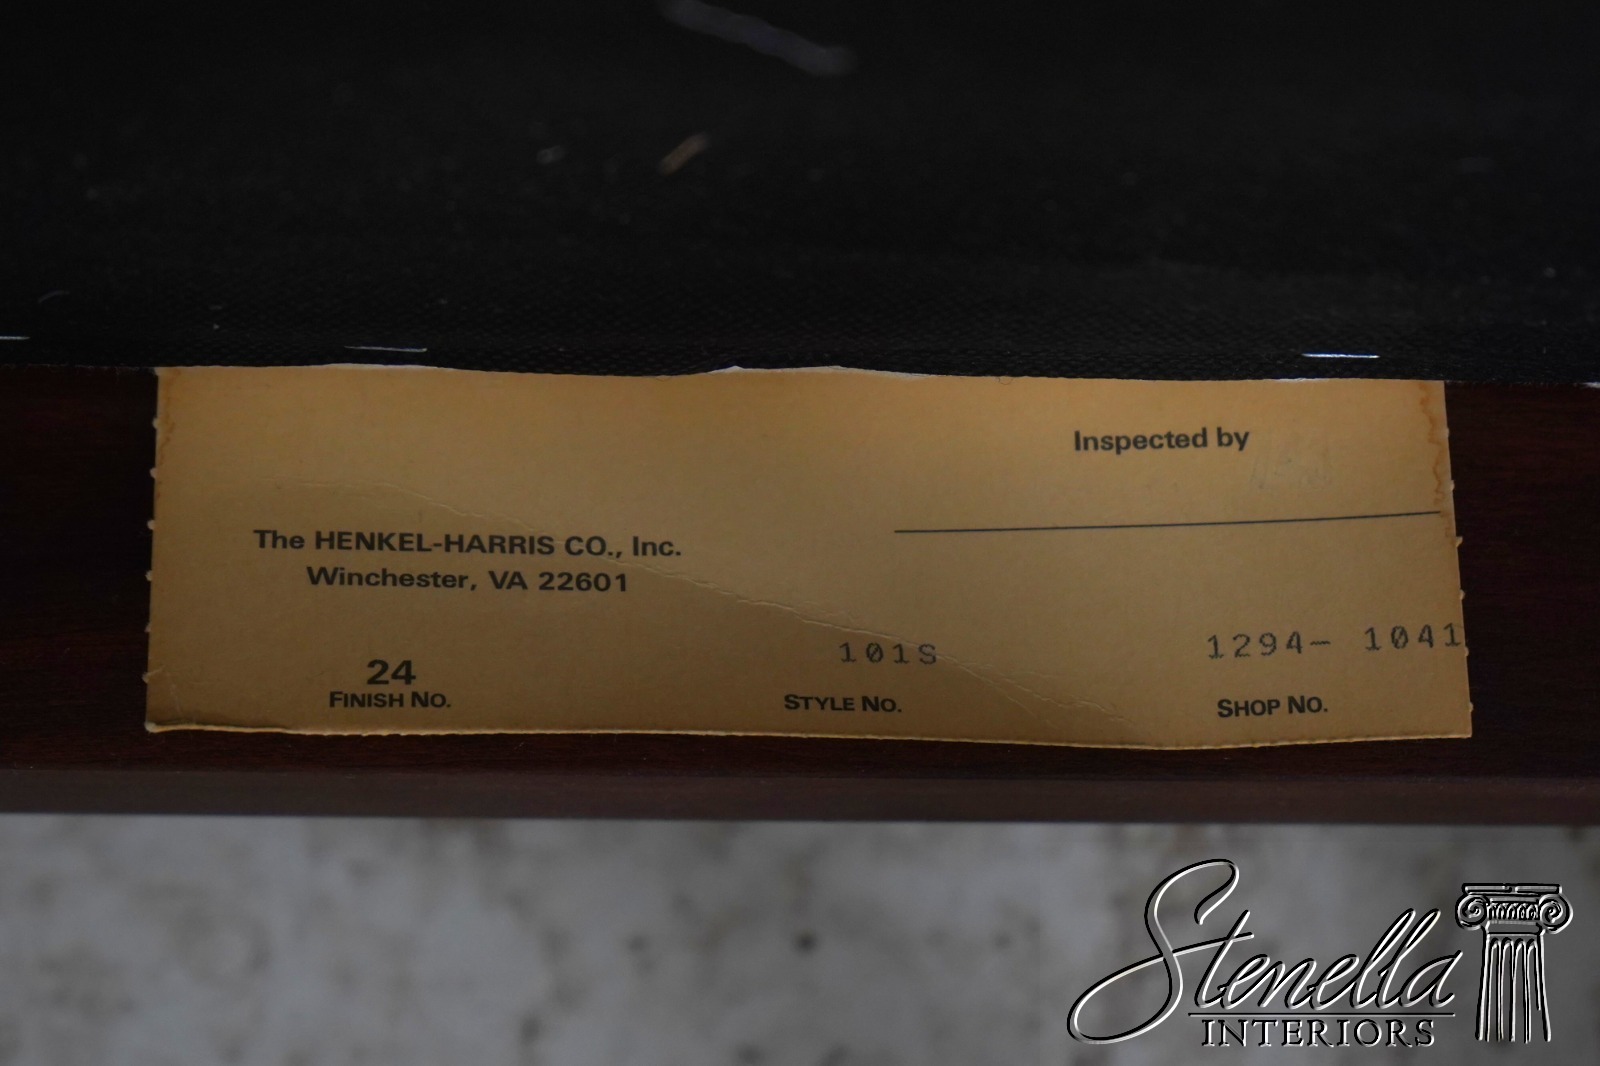 Inspected by
The HENKEL-HARRIS CO., Inc.
Winchester, VA 22601
24
FINISH NO.
101S
STYLE NO.
1294- 1041
SHOP NO.
Stenella
INTERIORS